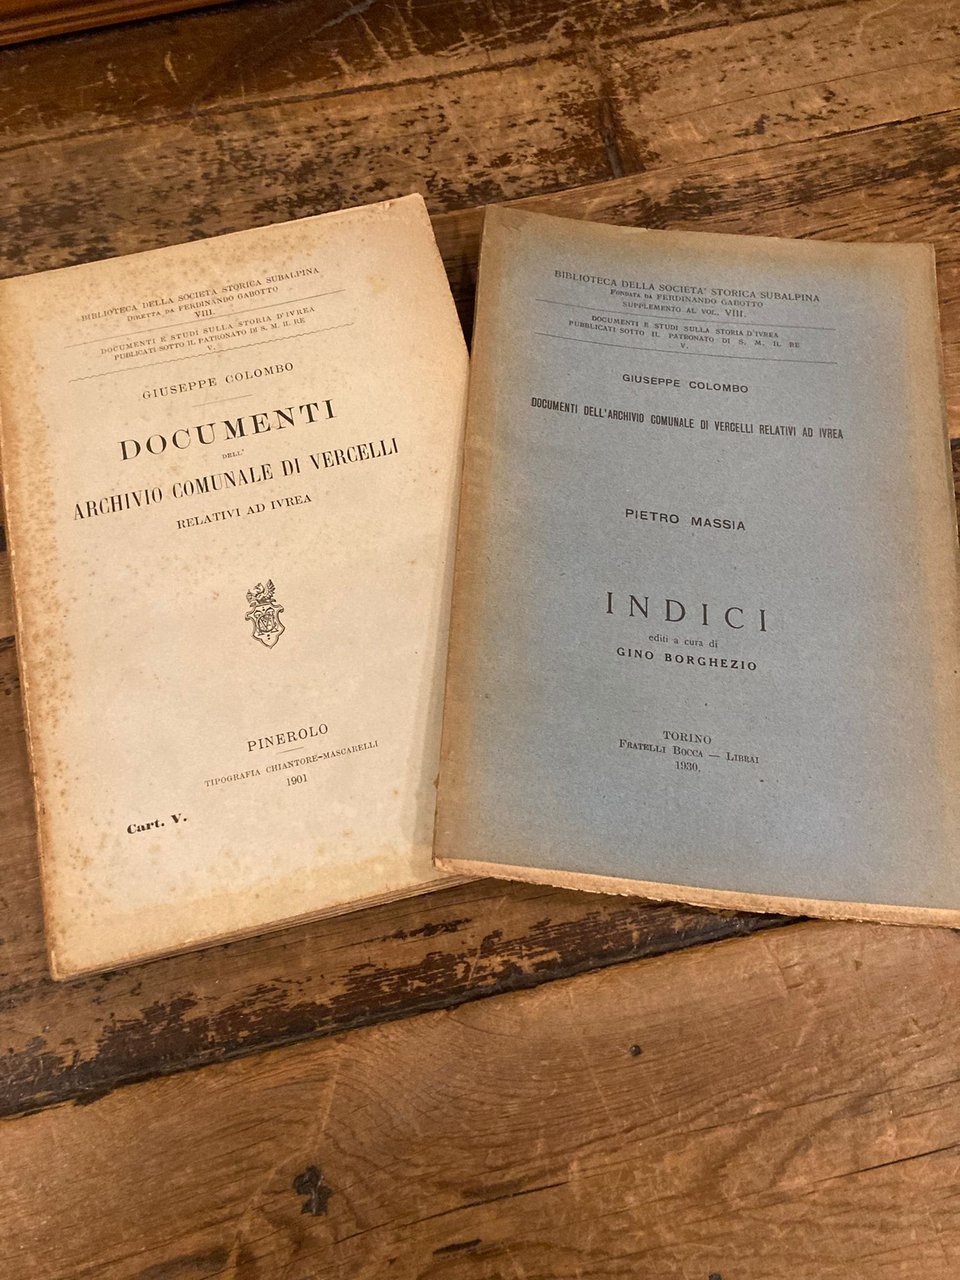 BIBLIOTECA DELLA SOCIETÀ STORICA SUBALPINA
DIRETTA DA FERDINANDO GABOTTO
VIII.
DOCUMENTI E STUDI SULLA STORIA D'IVREA
PUBLICATI SOTTO IL PATRONATO DI S. M. IL RE
V.
GIUSEPPE COLOMBO
DOCUMENTI
DELL'
ARCHIVIO COMUNALE DI VERCELLI
RELATIVI AD IVREA
PINEROLO
TIPOGRAFIA CHIANTORE-MASCARELLI
1901
Cart. V.
BIBLIOTECA DELLA SOCIETA' STORICA SUBALPINA
FONDATA DA FERDINANDO GABOTTO
SUPPLEMENTO AL VOL. VIII.
DOCUMENTI E STUDI SULLA STORIA D'IVREA
PUBBLICATI SOTTO IL PATRONATO DI S. M. IL RE
V.
GIUSEPPE COLOMBO
DOCUMENTI DELL'ARCHIVIO COMUNALE DI VERCELLI RELATIVI AD IVREA
PIETRO MASSIA
INDICI
editi a cura di
GINO BORGHEZIO
TORINO
FRATELLI BOCCA — LIBRAI
1930.